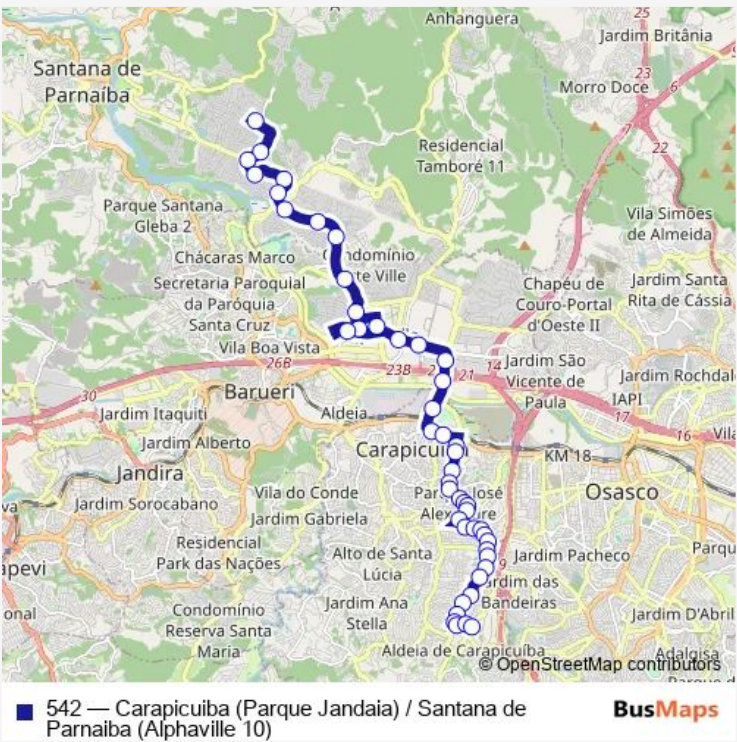 Anhanguera
25
Jardim Britânia
Santana de
Parnaíba
23
6
Morro Doce
7
Residencial
Tamboré 11
22
Parque Santana
Gleba 2
Vila Simões
de Almeida
Chácaras Marco
Secretaria Paroquial
da Paróquia
Santa Cruz
Chapéu de
Couro-Portal
d'Oeste II
Jardim Santa
Rita de Cássia
Vila Boa Vista
26B
23B
21
14
Jardim São
Vicente de
Paula
Jardim Rochdal
IAPI
30
Barueri
Aldeia
17
16
Jardim Itaquiti
Jardim Alberto
KM 18
Jandira
Vila do Conde
Osasco
Jardim Sorocabano
Jardim Gabriela
Residencial
Park das Nações
Alto de Santa
Lúcia
Jardim Pacheco
Parqu
apevi
9
Bandeiras
Condomínio
Reserva Santa
Maria
Jardim Ana
Stella
Jardim D'Abril
onal
Aldeia de Carapicuíba
Adalgisa
© OpenStreetMap contributors
542 — Carapicuiba (Parque Jandaia) / Santana de
Parnaiba (Alphaville 10)
BusMaps